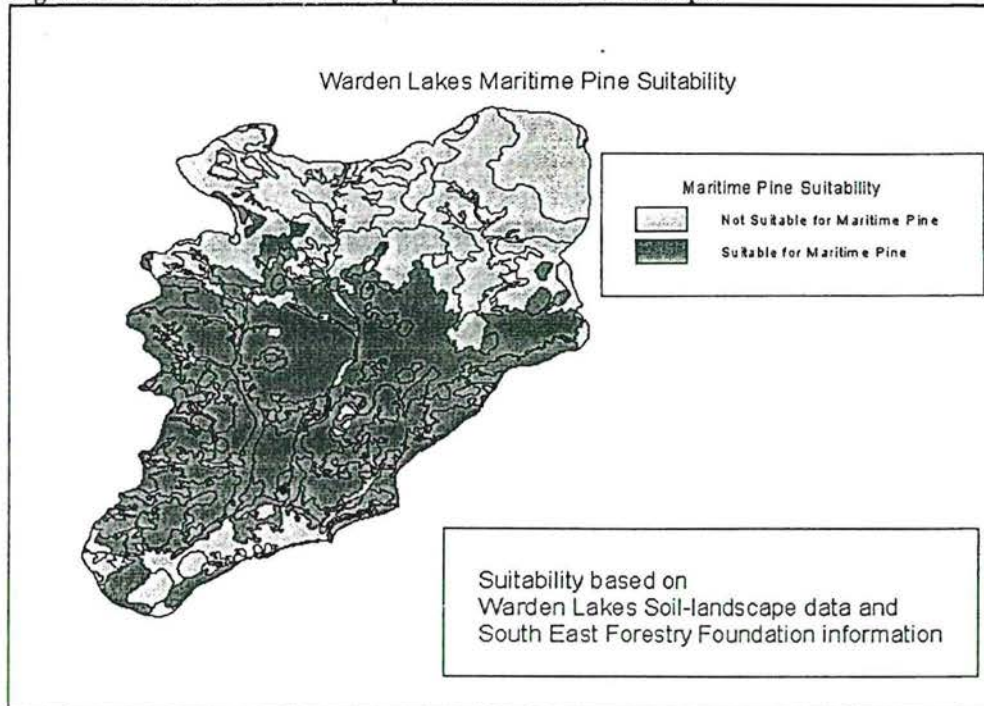 Warden Lakes Maritime Pine Suitability
Maritime Pine Suitability
Not Suitable for Maritime Pine
Suitable for Maritime Pine
Suitability based on
Warden Lakes Soil-landscape data and
South East Forestry Foundation information